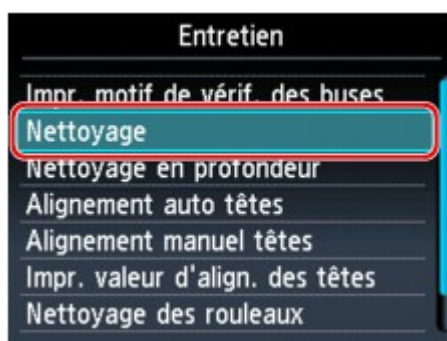 Entretien
Impr. motif de vérif. des buses
Nettoyage
Nettoyage en profondeur
Alignement auto têtes
Alignement manuel têtes
Impr. valeur d'align. des têtes
Nettoyage des rouleaux